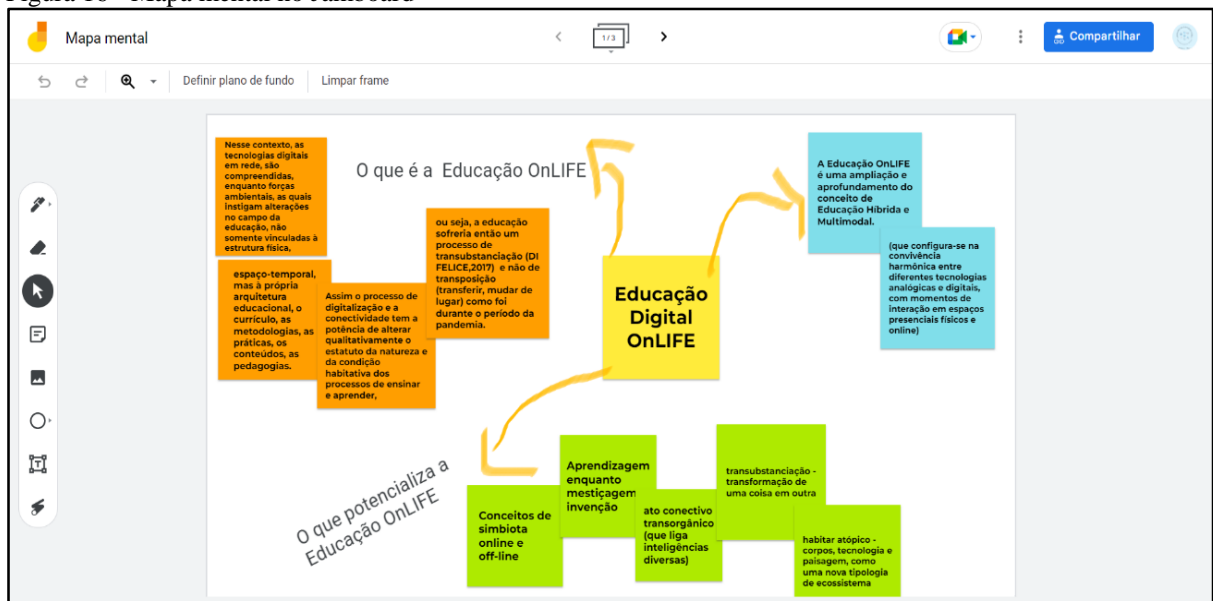 Figura 16 - Mapa mental no Jamboard
Mapa mental
1/3
Compartilhar
Definir plano de fundo
Limpar frame
Nesse contexto, as
tecnologias digitais
em rede, são
compreendidas,
enquanto forças
ambientais, as quais
instigam alterações
no campo da
educação, não
somente vinculadas à
estrutura física,
espaço-temporal,
mas à própria
arquitetura
educacional, o
currículo, as
metodologias, as
práticas, os
conteúdos, as
pedagogias.
Assim o processo de
digitalização e a
conectividade tem a
potência de alterar
qualitativamente o
estatuto da natureza e
da condição
habitativa dos
processos de ensinar
e aprender,
ou seja, a educação
sofreria então um
processo de
transubstanciação (DI
FELICE,2017) e não de
transposição
(transferir, mudar de
lugar) como foi
durante o período da
pandemia.
O que é a Educação OnLIFE
Educação
Digital
OnLIFE
A Educação OnLIFE
é uma ampliação e
aprofundamento do
conceito de
Educação Híbrida e
Multimodal.
(que configura-se na
convivência
harmônica entre
diferentes tecnologias
analógicas e digitais,
com momentos de
interação em espaços
presenciais físicos e
online)
O que potencializa a
Educação OnLIFE
Conceitos de
simbiota
online e
off-line
Aprendizagem
enquanto
mestiçagem
invenção
ato conectivo
transorgânico
(que liga
inteligências
diversas)
transubstanciação -
transformação de
uma coisa em outra
habitar atópico -
corpos, tecnologia e
paisagem, como
uma nova tipologia
de ecossistema